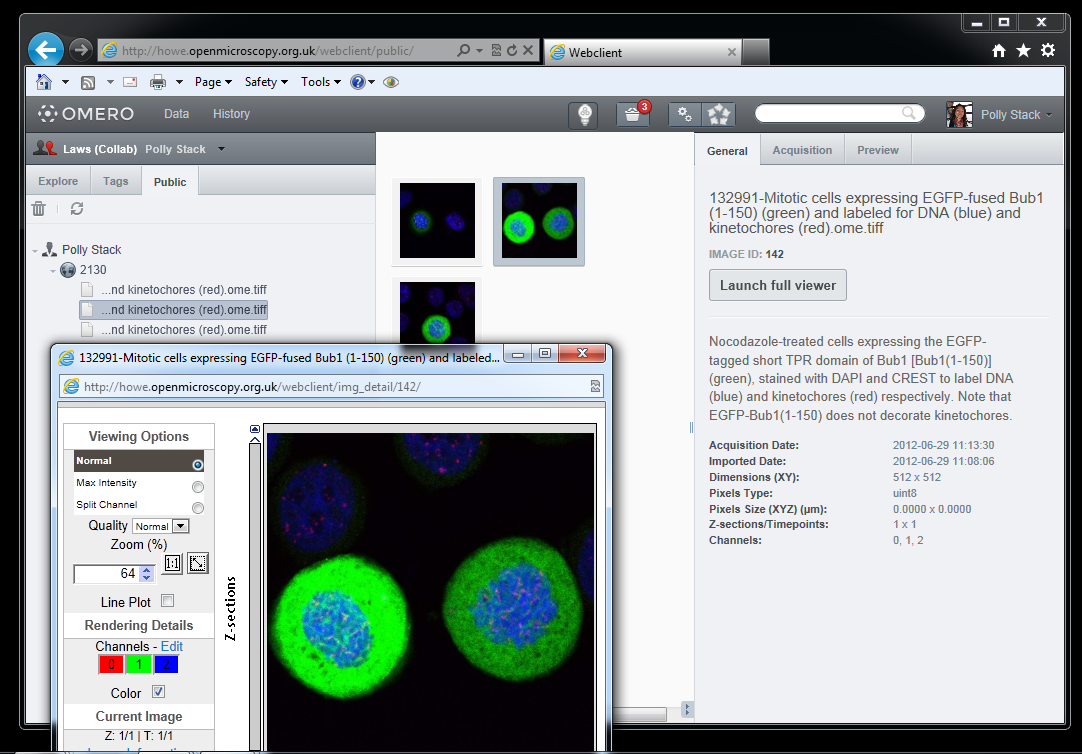 http://howe.openmicroscopy.org.uk/webclient/public/
Webclient
Page
Safety
Tools
OMERO
Data
History
3
Polly Stack
Laws (Collab) Polly Stack
Explore
Tags
Public
Polly Stack
2130
...nd kinetochores (red).ome.tiff
...nd kinetochores (red).ome.tiff
...nd kinetochores (red).ome.tiff
General
Acquisition
Preview
132991-Mitotic cells expressing EGFP-fused Bub1
(1-150) (green) and labeled for DNA (blue) and
kinetochores (red).ome.tiff
IMAGE ID: 142
Launch full viewer
Nocodazole-treated cells expressing the EGFP-
tagged short TPR domain of Bub1 [Bub1(1-150)]
(green), stained with DAPI and CREST to label DNA
(blue) and kinetochores (red) respectively. Note that
EGFP-Bub1(1-150) does not decorate kinetochores.
Acquisition Date: 2012-06-29 11:13:30
Imported Date: 2012-06-29 11:08:06
Dimensions (XY): 512 x 512
Pixels Type: uint8
Pixels Size (XYZ) (µm): 0.0000 x 0.0000
Z-sections/Timepoints: 1 x 1
Channels: 0, 1, 2
132991-Mitotic cells expressing EGFP-fused Bub1 (1-150) (green) and labeled...
http://howe.openmicroscopy.org.uk/webclient/img_detail/142/
Viewing Options
Normal
Max Intensity
Split Channel
Quality Normal
Zoom (%)
64
1:1
Line Plot
Rendering Details
Channels - Edit
0 1 2
Color
Current Image
Z: 1/1 | T: 1/1
Z-sections